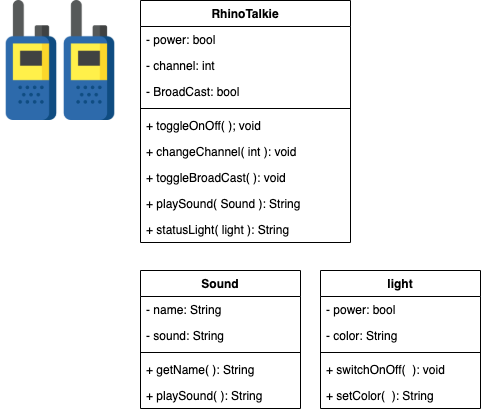 RhinoTalkie
- power: bool
- channel: int
- BroadCast: bool
+ toggleOnOff( ); void
+ changeChannel( int ): void
+ toggleBroadCast( ): void
+ playSound( Sound ): String
+ statusLight( light ): String
Sound
- name: String
- sound: String
+ getName( ): String
+ playSound( ): String
light
- power: bool
- color: String
+ switchOnOff(  ): void
+ setColor(  ): String